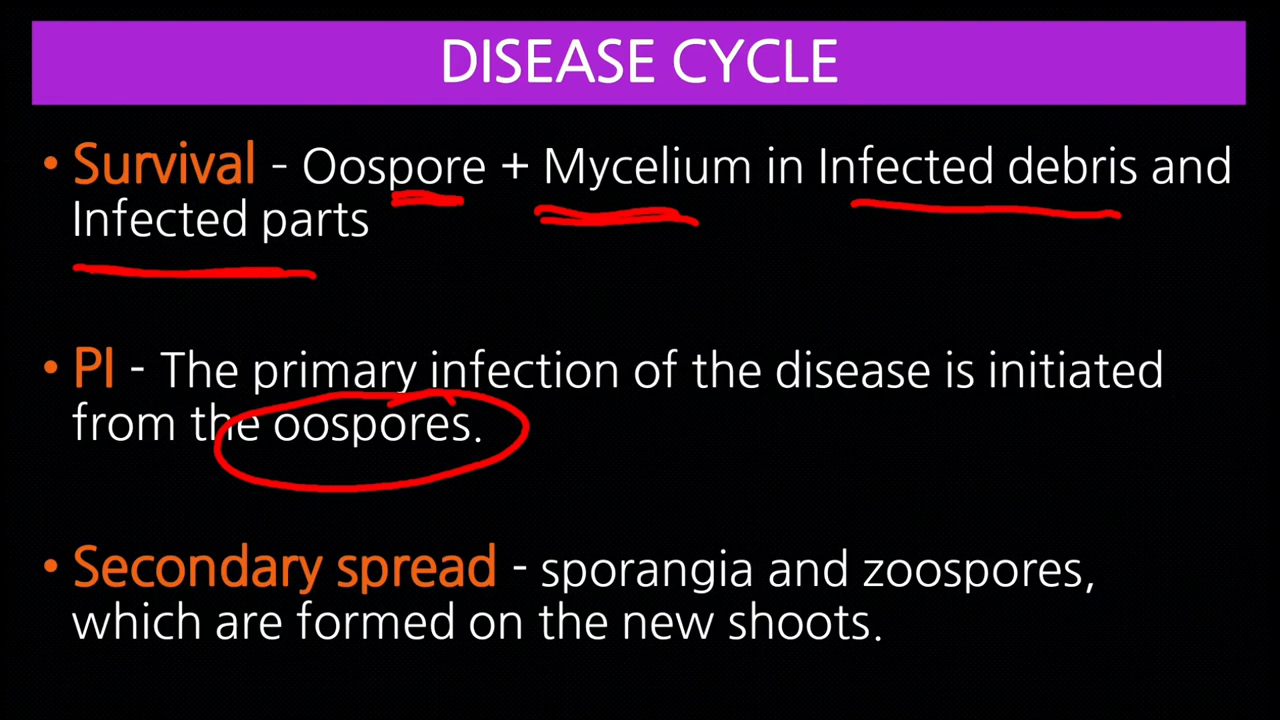 DISEASE CYCLE
• Survival - Oospore + Mycelium in Infected debris and
Infected parts
• PI - The primary infection of the disease is initiated
from the oospores.
• Secondary spread - sporangia and zoospores,
which are formed on the new shoots.